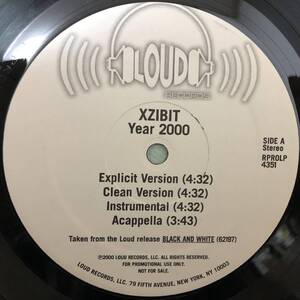 LOUD
RECORDS
XZIBIT
Year 2000
SIDE A
Stereo
RPROLP
4351
Explicit Version (4:32)
Clean Version (4:32)
Instrumental (4:32)
Acappella (3:43)
Taken from the Loud release BLACK AND WHITE (62197)
©2000 LOUD RECORDS, LLC. ALL RIGHTS RESERVED.
FOR PROMOTIONAL USE ONLY.
NOT FOR SALE.
LOUD RECORDS, LLC. 79 FIFTH AVENUE, NEW YORK, NY 10003